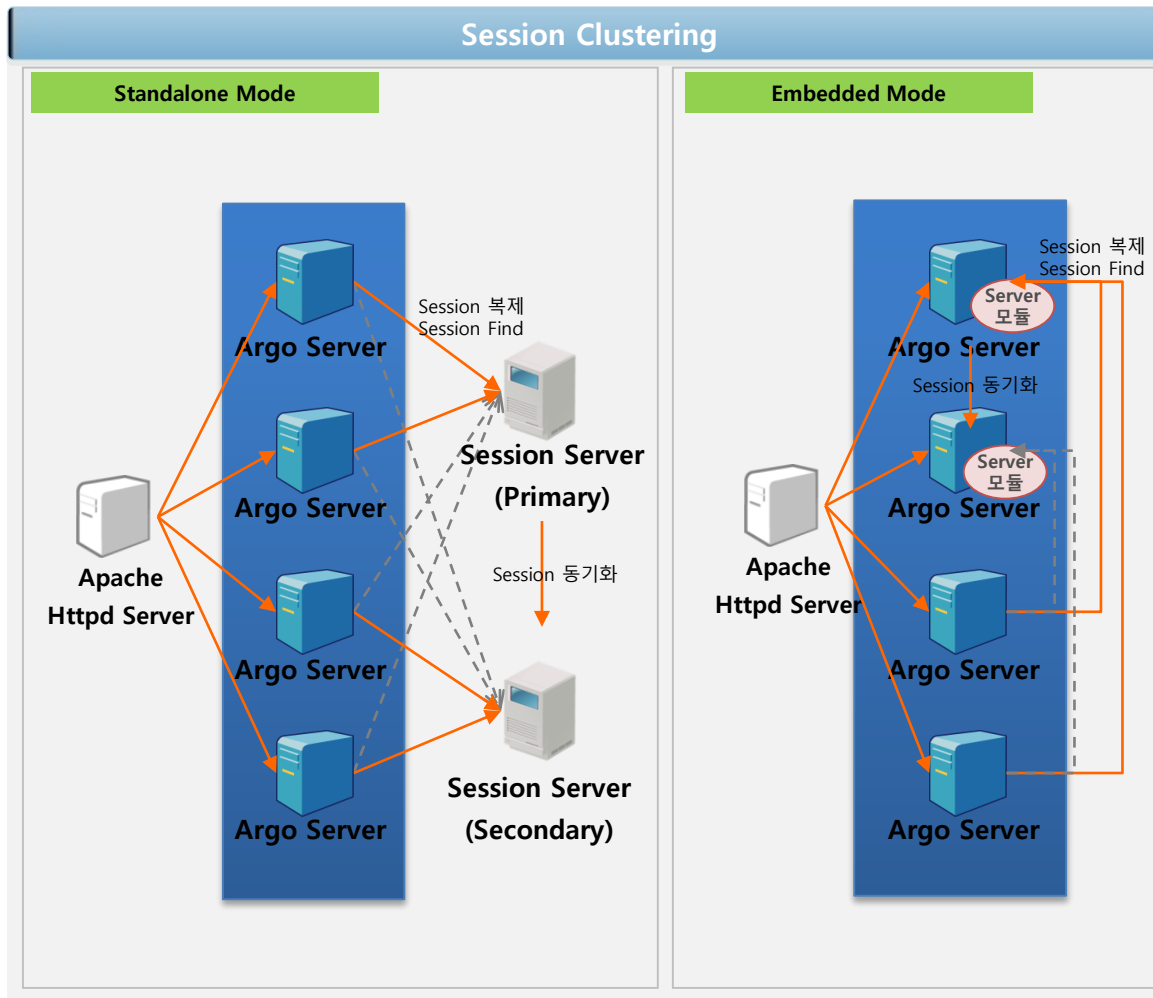 Session Clustering
Standalone Mode
Session 복제
Session Find
Argo Server
Argo Server
Argo Server
Argo Server
Apache
Httpd Server
Session Server
(Primary)
Session 동기화
Session Server
(Secondary)
Embedded Mode
Session 복제
Session Find
Server
모듈
Argo Server
Session 동기화
Server
모듈
Argo Server
Apache
Httpd Server
Argo Server
Argo Server